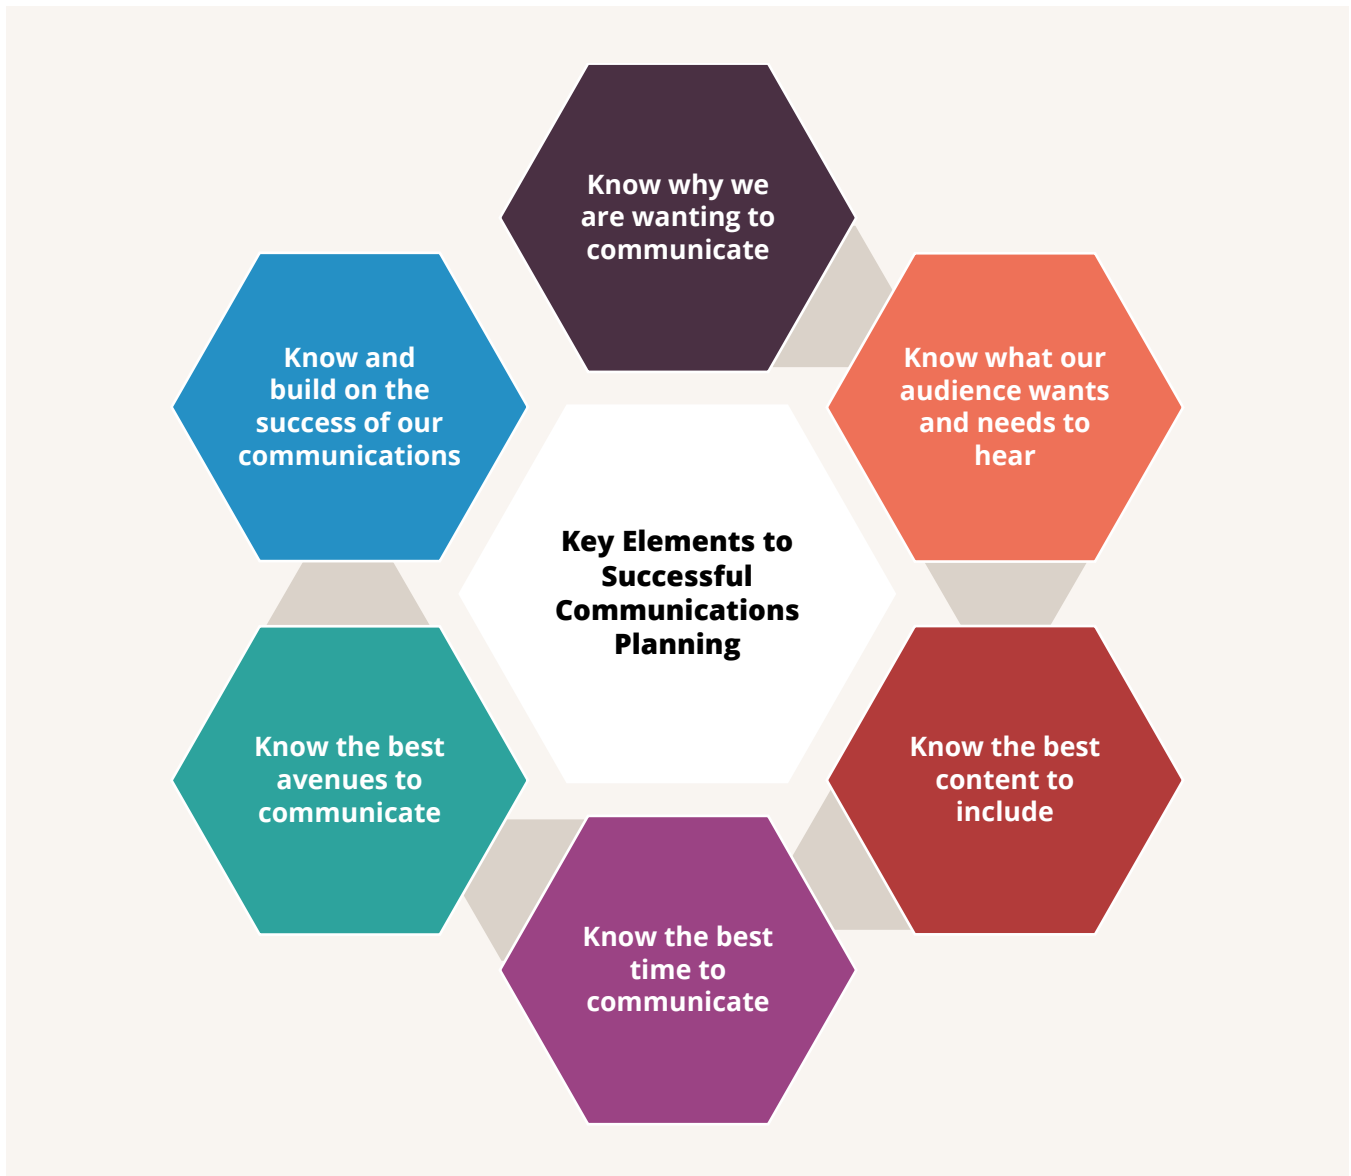 Know why we
are wanting to
communicate
Know what our
audience wants
and needs to
hear
Know the best
content to
include
Know the best
time to
communicate
Know the best
avenues to
communicate
Know and
build on the
success of our
communications
Key Elements to
Successful
Communications
Planning